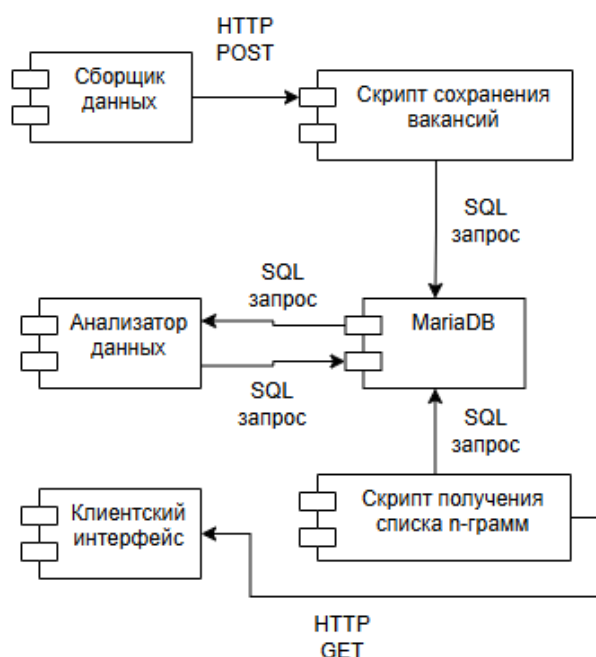 HTTP
POST
Сборщик
данных
Скрипт сохранения
вакансий
SQL
запрос
SQL
запрос
Анализатор
данных
MariaDB
SQL
запрос
SQL
запрос
Клиентский
интерфейс
Скрипт получения
списка n-грамм
HTTP
GET